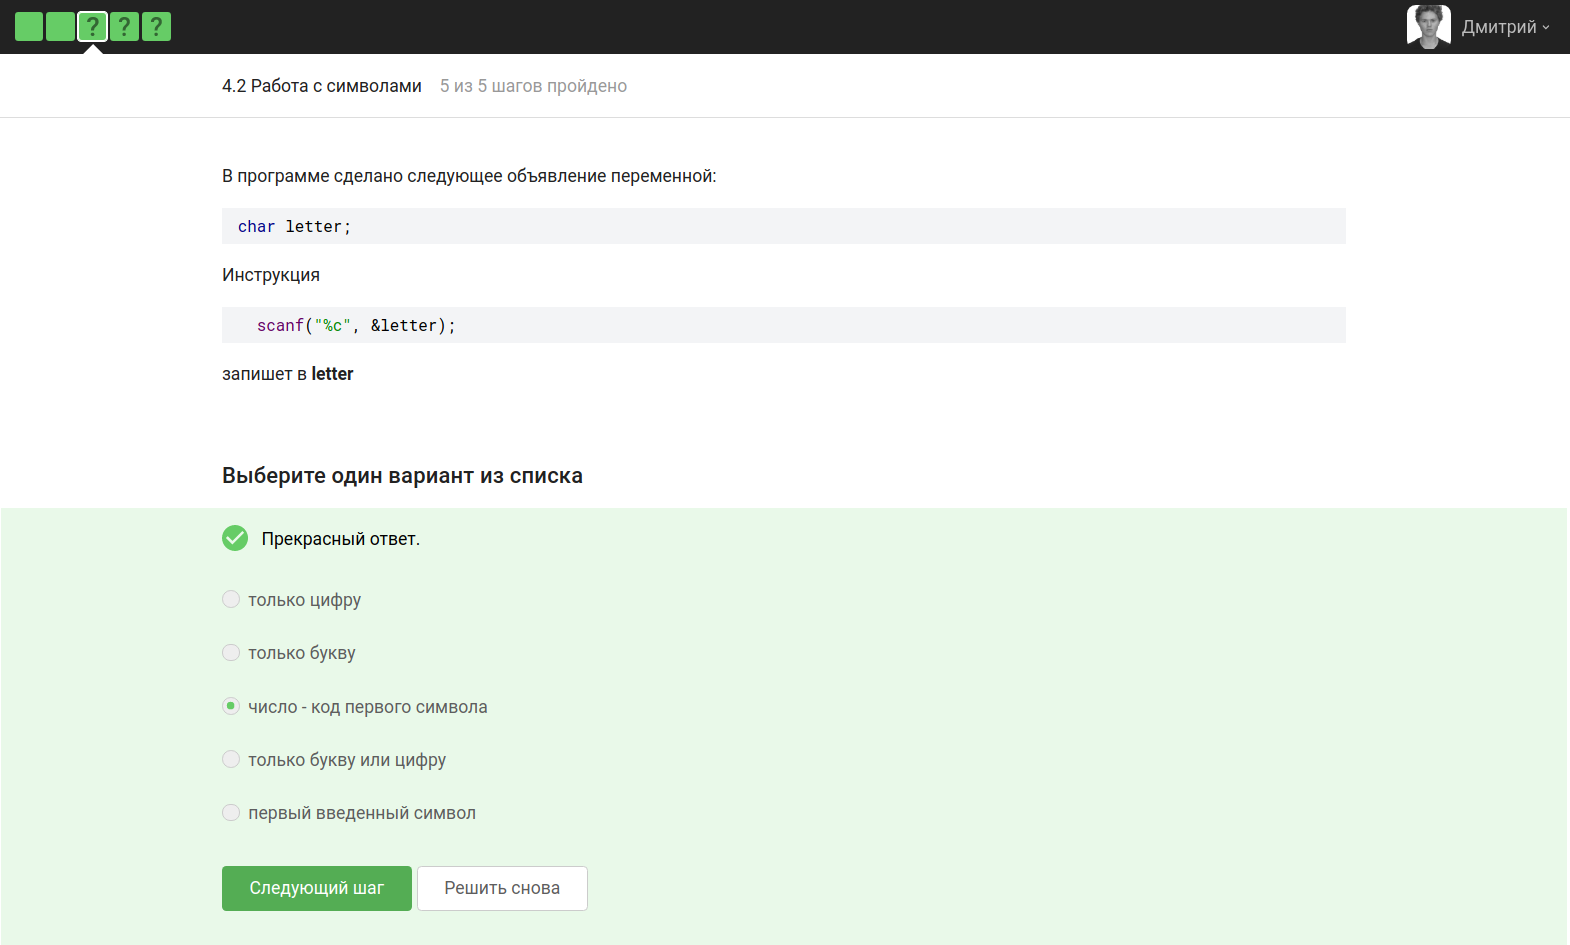 ? ? ?
Дмитрий
4.2 Работа с символами 5 из 5 шагов пройдено
В программе сделано следующее объявление переменной:
char letter;
Инструкция
scanf("%c", &letter);
запишет в letter
Выберите один вариант из списка
Прекрасный ответ.
только цифру
только букву
число - код первого символа
только букву или цифру
первый введенный символ
Следующий шаг Решить снова